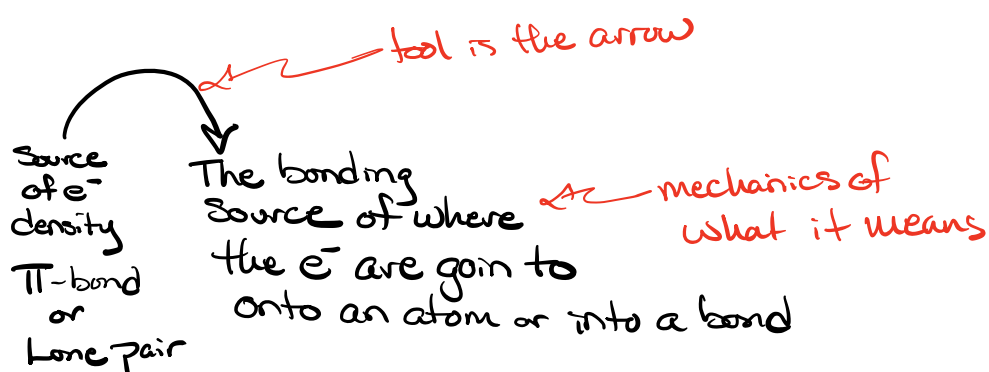 tool is the arrow
Source
of e⁻
density
π-bond
or
Lone pair
The bonding
source of where
the e⁻ are goin to
onto an atom or into a bond
mechanics of
what it means